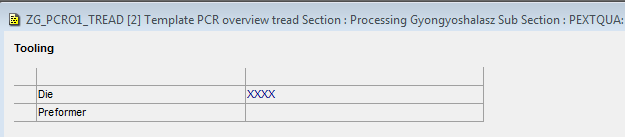 ZG_PCRO1_TREAD [2] Template PCR overview tread Section : Processing Gyongyoshalasz Sub Section : PEXTQUA:
Tooling
Die XXXX
Preformer